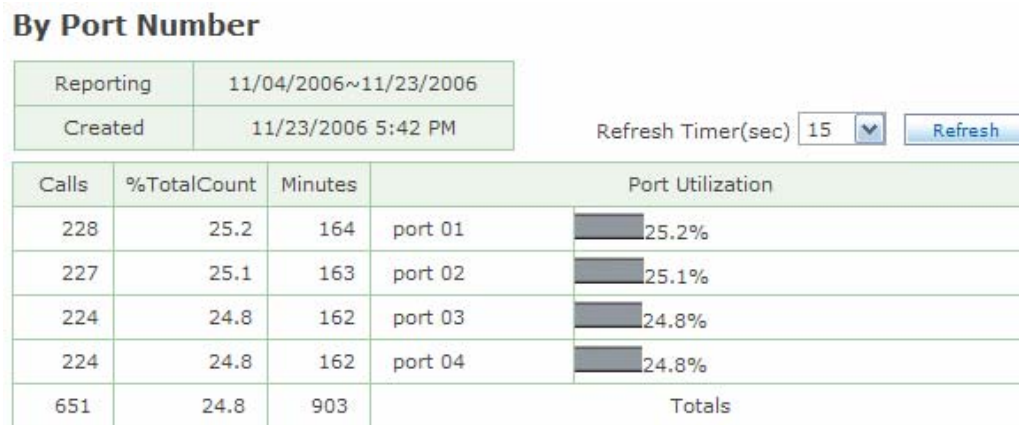 By Port Number
Reporting 11/04/2006~11/23/2006
Created 11/23/2006 5:42 PM
Refresh Timer(sec) 15 Refresh
Calls %TotalCount Minutes Port Utilization
228 25.2 164 port 01 25.2%
227 25.1 163 port 02 25.1%
224 24.8 162 port 03 24.8%
224 24.8 162 port 04 24.8%
651 24.8 903 Totals